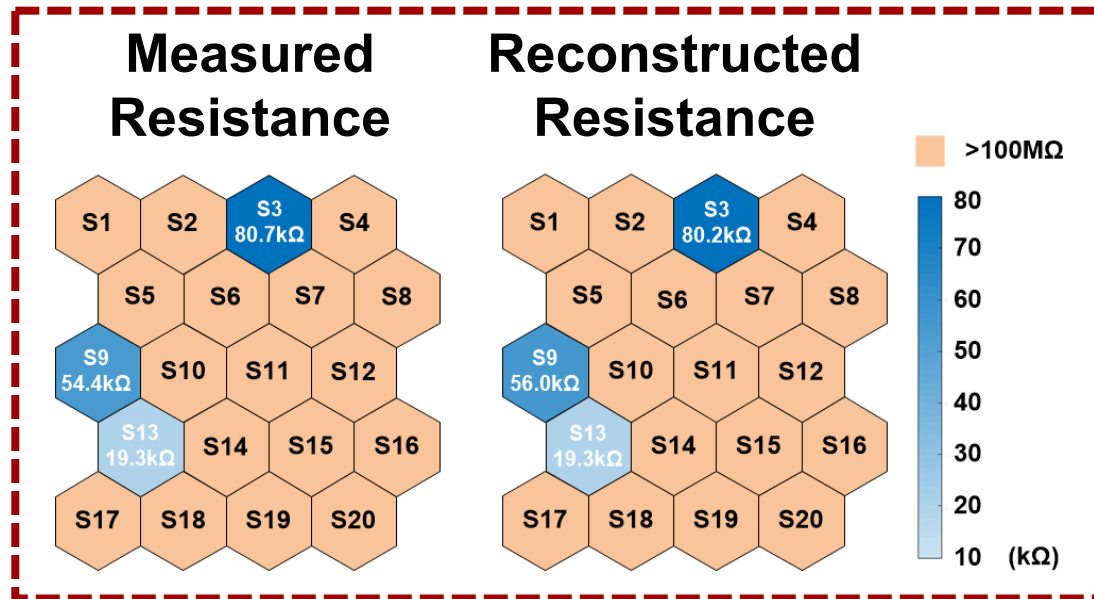 Measured
Resistance
Reconstructed
Resistance
>100MΩ
S1 S2 S3 S4
80.7kΩ
S5 S6 S7 S8
S9 S10 S11 S12
54.4kΩ
S13 S14 S15 S16
19.3kΩ
S17 S18 S19 S20
S1 S2 S3 S4
80.2kΩ
S5 S6 S7 S8
S9 S10 S11 S12
56.0kΩ
S13 S14 S15 S16
19.3kΩ
S17 S18 S19 S20
80
70
60
50
40
30
20
10 (kΩ)